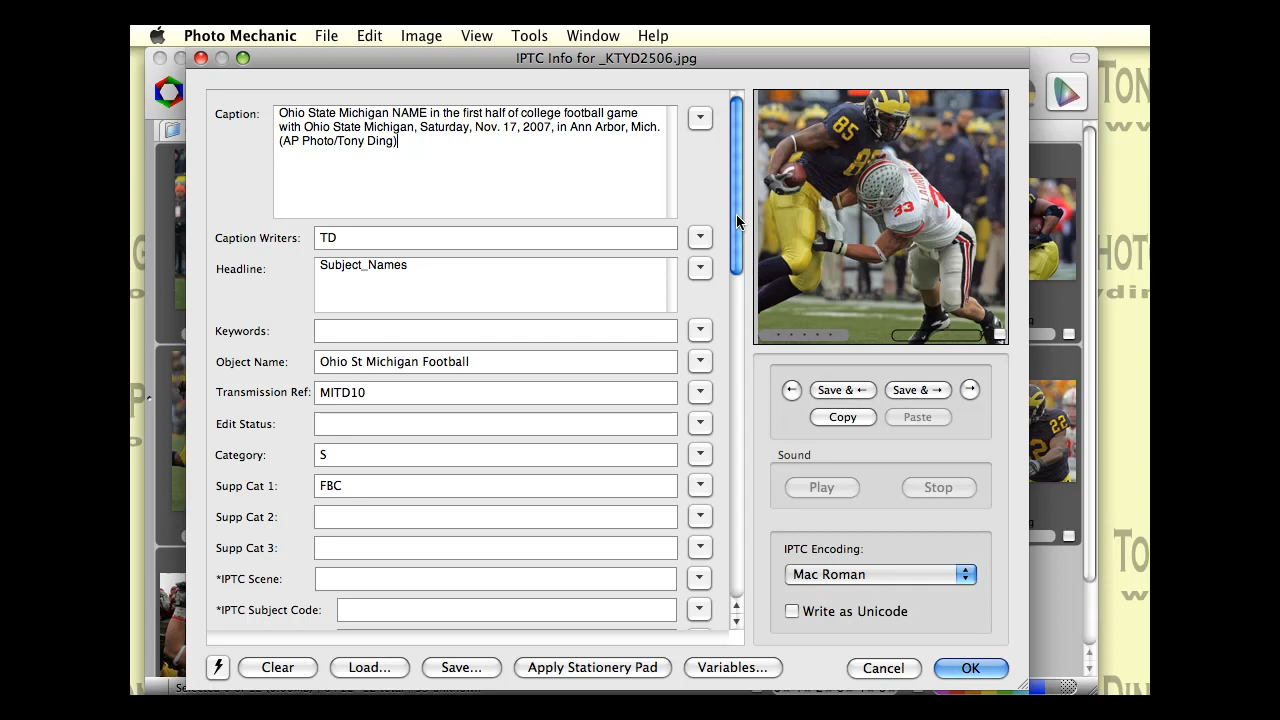 Photo Mechanic File Edit Image View Tools Window Help
IPTC Info for _KTYD2506.jpg
Caption:
Ohio State Michigan NAME in the first half of college football game
with Ohio State Michigan, Saturday, Nov. 17, 2007, in Ann Arbor, Mich.
(AP Photo/Tony Ding)
Caption Writers: TD
Headline: Subject_Names
Keywords:
Object Name: Ohio St Michigan Football
Transmission Ref: MITD10
Edit Status:
Category: S
Supp Cat 1: FBC
Supp Cat 2:
Supp Cat 3:
*IPTC Scene:
*IPTC Subject Code:
85
33
22
Save & ← Save & →
Copy Paste
Sound
Play Stop
IPTC Encoding:
Mac Roman
Write as Unicode
Clear Load... Save... Apply Stationery Pad Variables... Cancel OK